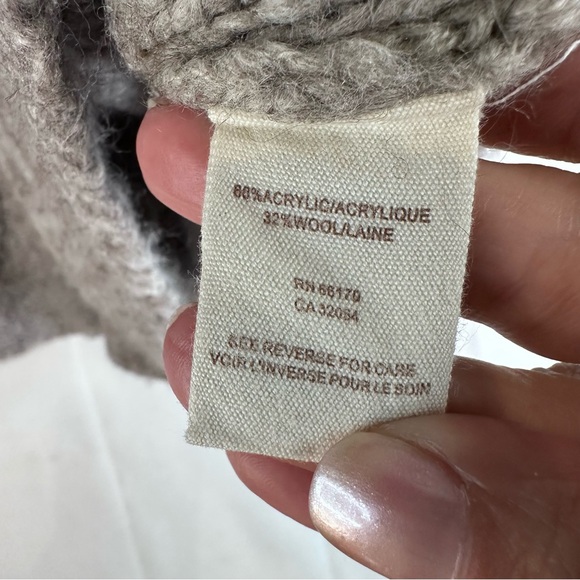 68%ACRYLIC/ACRYLIQUE
32%WOOL/LAINE
RN 66170
CA 32054
SEE REVERSE FOR CARE
VOIR L'INVERSE POUR LE SOIN